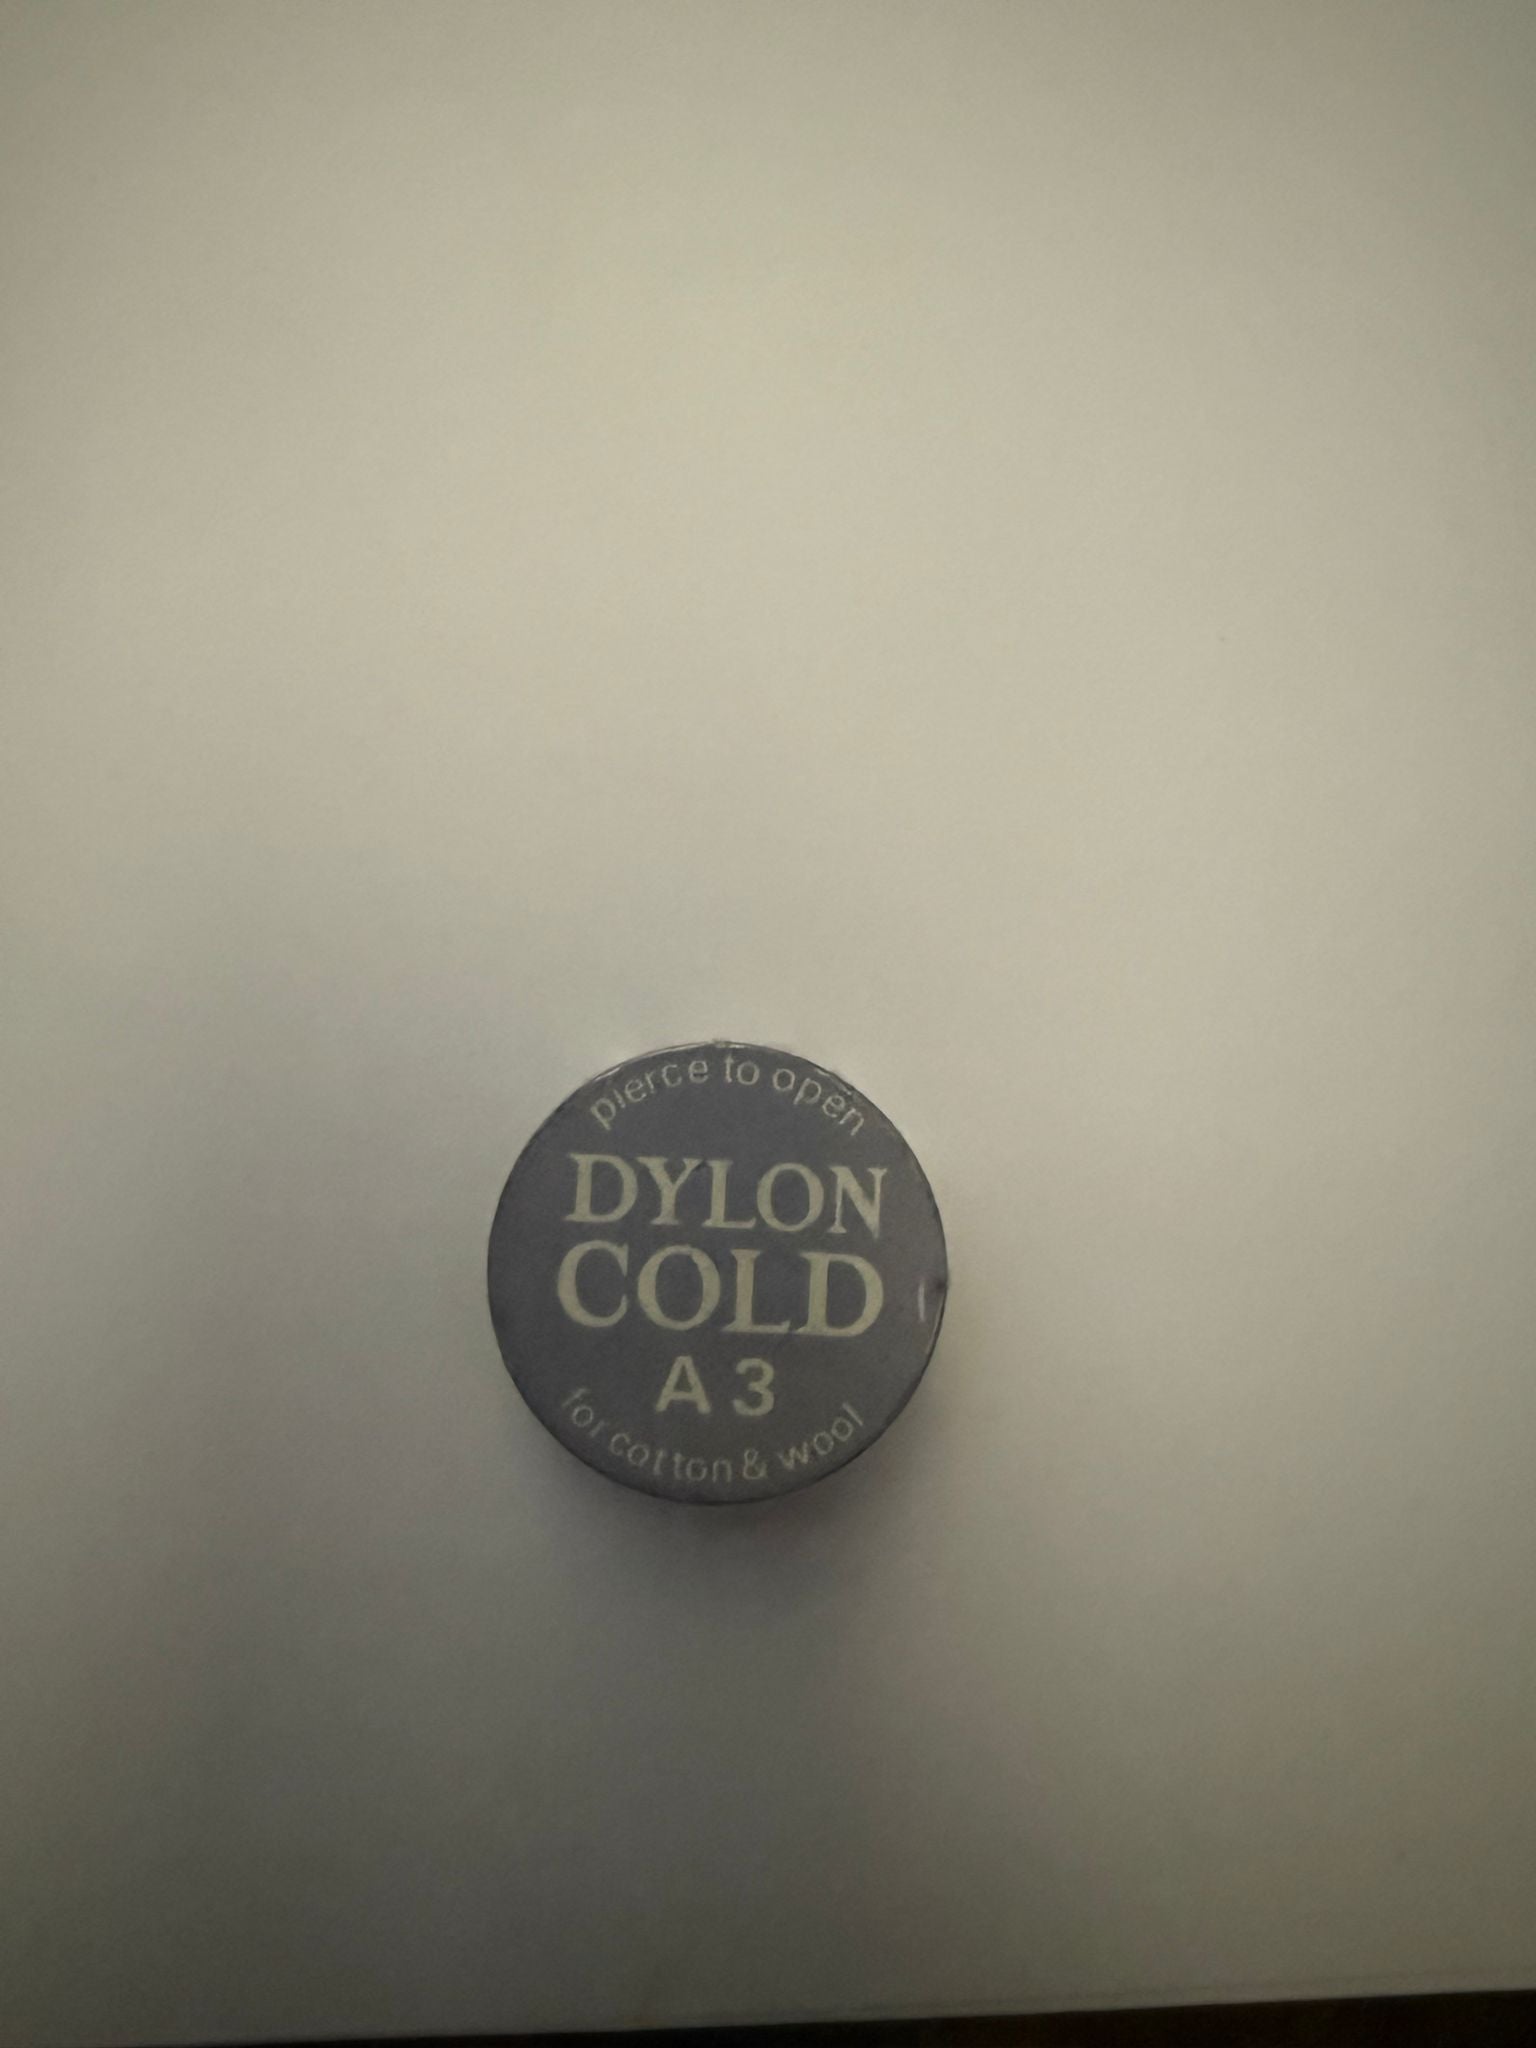 pierce to open
DYLON
COLD
A 3
for cotton & wool